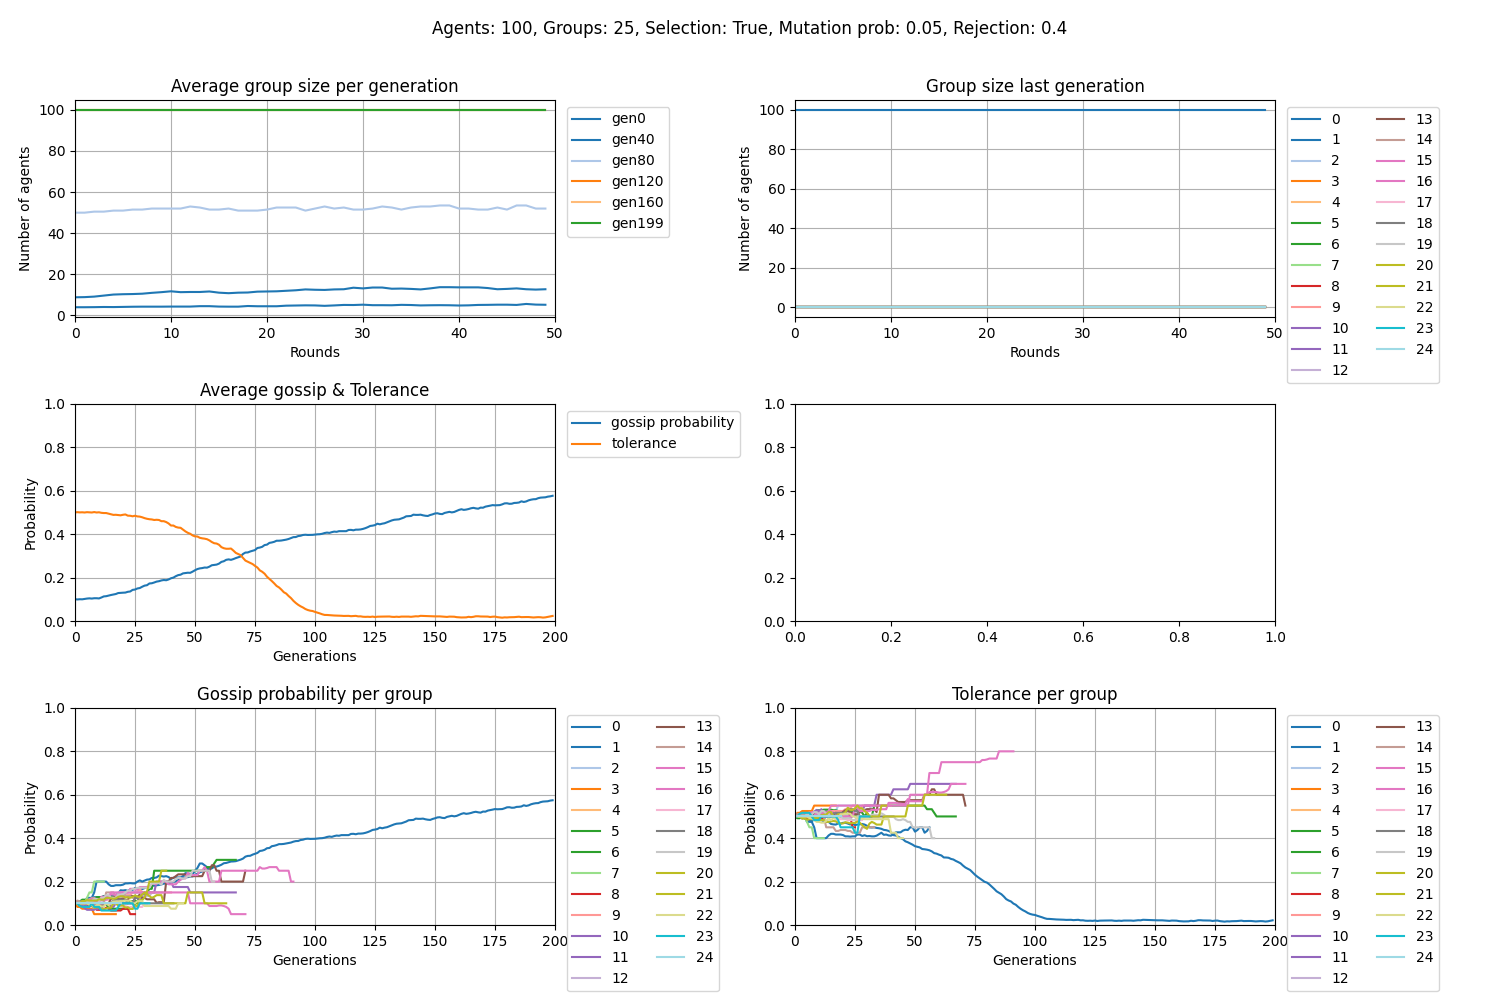 Agents: 100, Groups: 25, Selection: True, Mutation prob: 0.05, Rejection: 0.4
Average group size per generation
Number of agents
100
80
60
40
20
0
0 10 20 30 40 50
Rounds
gen0
gen40
gen80
gen120
gen160
gen199
Group size last generation
Number of agents
100
80
60
40
20
0
0 10 20 30 40 50
Rounds
0 13
1 14
2 15
3 16
4 17
5 18
6 19
7 20
8 21
9 22
10 23
11 24
12
Average gossip & Tolerance
Probability
1.0
0.8
0.6
0.4
0.2
0.0
0 25 50 75 100 125 150 175 200
Generations
gossip probability
tolerance
1.0
0.8
0.6
0.4
0.2
0.0
0.0 0.2 0.4 0.6 0.8 1.0
Gossip probability per group
Probability
1.0
0.8
0.6
0.4
0.2
0.0
0 25 50 75 100 125 150 175 200
Generations
0 13
1 14
2 15
3 16
4 17
5 18
6 19
7 20
8 21
9 22
10 23
11 24
12
Tolerance per group
Probability
1.0
0.8
0.6
0.4
0.2
0.0
0 25 50 75 100 125 150 175 200
Generations
0 13
1 14
2 15
3 16
4 17
5 18
6 19
7 20
8 21
9 22
10 23
11 24
12